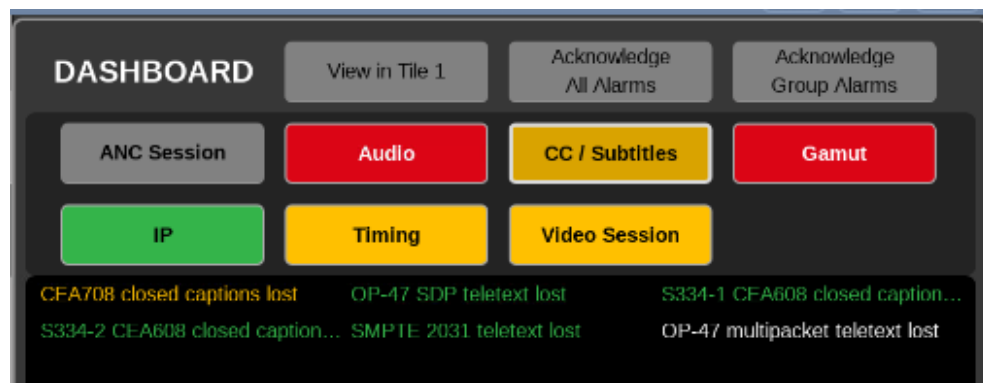 DASHBOARD
View in Tile 1
Acknowledge
All Alarms
Acknowledge
Group Alarms
ANC Session
Audio
CC / Subtitles
Gamut
IP
Timing
Video Session
CEA708 closed captions lost
OP-47 SDP teletext lost
S334-1 CEA608 closed caption...
S334-2 CEA608 closed caption...
SMPTE 2031 teletext lost
OP-47 multipacket teletext lost